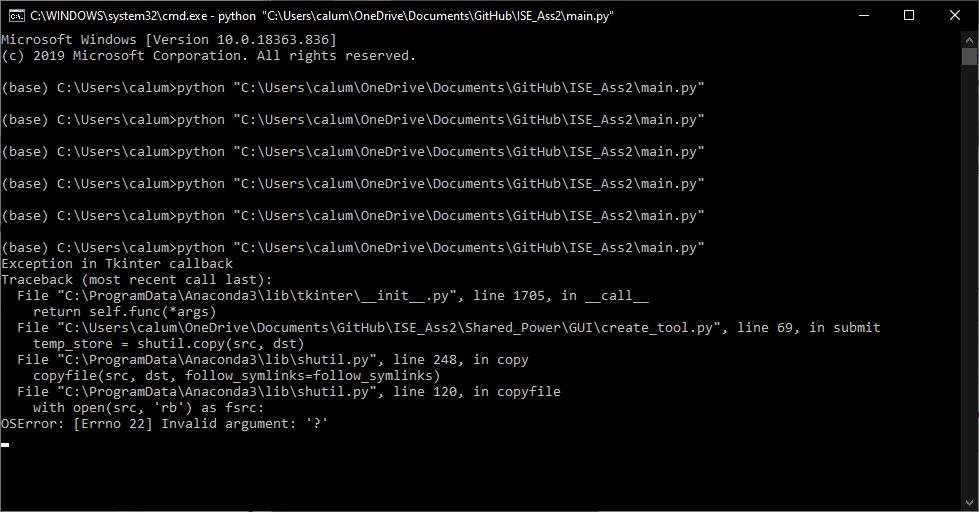 C:\WINDOWS\system32\cmd.exe - python "C:\Users\calum\OneDrive\Documents\GitHub\ISE_Ass2\main.py"
Microsoft Windows [Version 10.0.18363.836]
(c) 2019 Microsoft Corporation. All rights reserved.
(base) C:\Users\calum>python "C:\Users\calum\OneDrive\Documents\GitHub\ISE_Ass2\main.py"
(base) C:\Users\calum>python "C:\Users\calum\OneDrive\Documents\GitHub\ISE_Ass2\main.py"
(base) C:\Users\calum>python "C:\Users\calum\OneDrive\Documents\GitHub\ISE_Ass2\main.py"
(base) C:\Users\calum>python "C:\Users\calum\OneDrive\Documents\GitHub\ISE_Ass2\main.py"
(base) C:\Users\calum>python "C:\Users\calum\OneDrive\Documents\GitHub\ISE_Ass2\main.py"
(base) C:\Users\calum>python "C:\Users\calum\OneDrive\Documents\GitHub\ISE_Ass2\main.py"
Exception in Tkinter callback
Traceback (most recent call last):
  File "C:\ProgramData\Anaconda3\lib\tkinter\__init__.py", line 1705, in __call__
    return self.func(*args)
  File "C:\Users\calum\OneDrive\Documents\GitHub\ISE_Ass2\Shared_Power\GUI\create_tool.py", line 69, in submit
    temp_store = shutil.copy(src, dst)
  File "C:\ProgramData\Anaconda3\lib\shutil.py", line 248, in copy
    copyfile(src, dst, follow_symlinks=follow_symlinks)
  File "C:\ProgramData\Anaconda3\lib\shutil.py", line 120, in copyfile
    with open(src, 'rb') as fsrc:
OSError: [Errno 22] Invalid argument: '?'